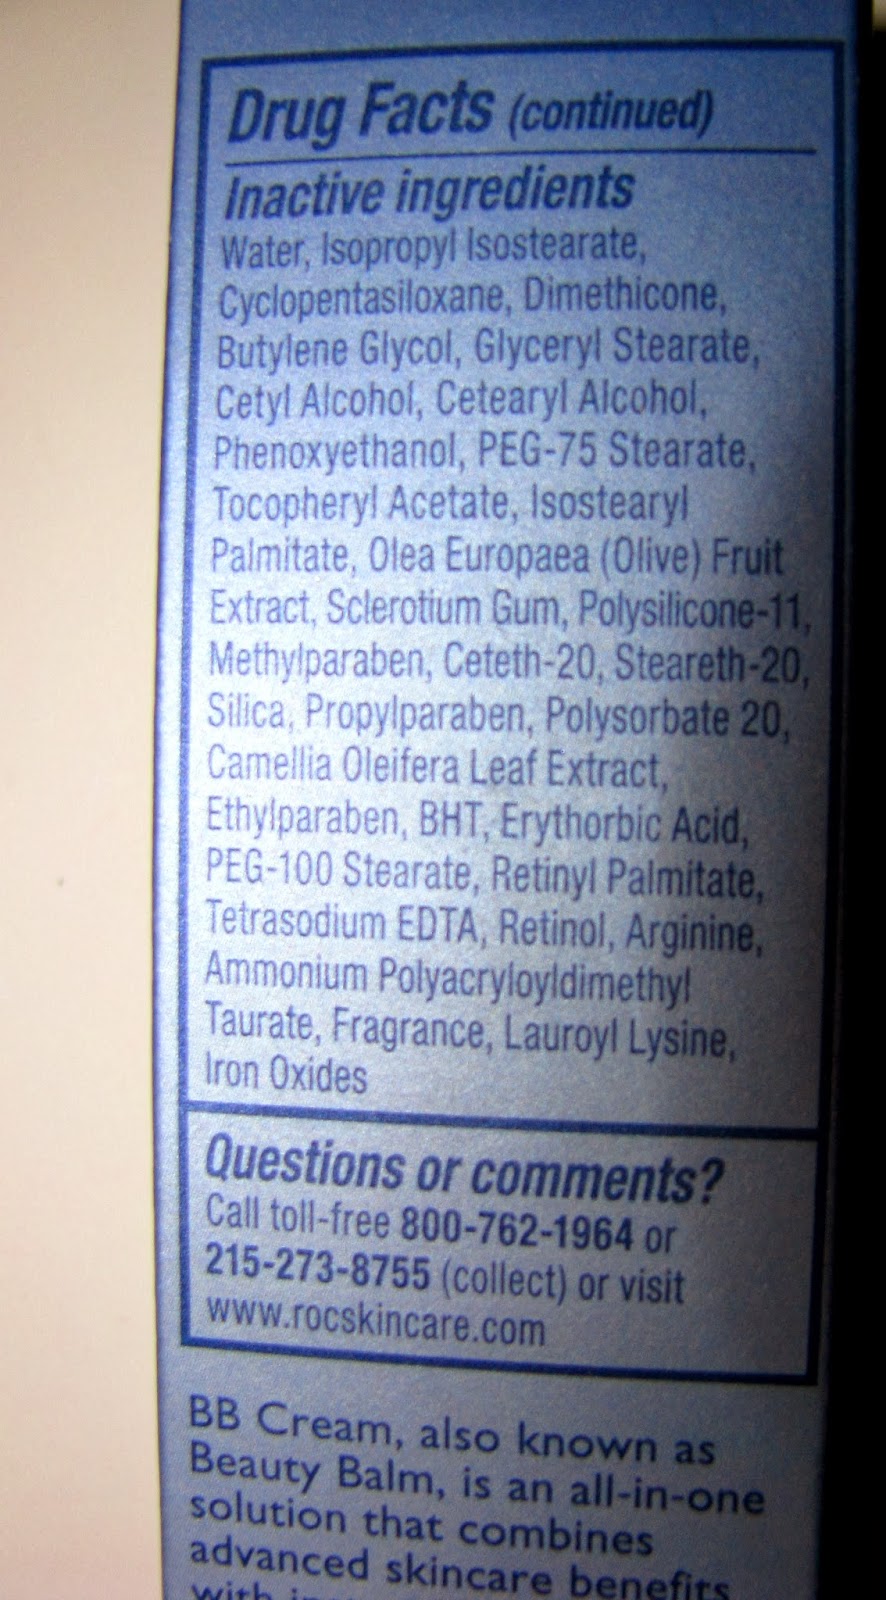 Drug Facts (continued)
Inactive ingredients
Water, Isopropyl Isostearate,
Cyclopentasiloxane, Dimethicone,
Butylene Glycol, Glyceryl Stearate,
Cetyl Alcohol, Cetearyl Alcohol,
Phenoxyethanol, PEG-75 Stearate,
Tocopheryl Acetate, Isostearyl
Palmitate, Olea Europaea (Olive) Fruit
Extract, Sclerotium Gum, Polysilicone-11,
Methylparaben, Ceteth-20, Steareth-20,
Silica, Propylparaben, Polysorbate 20,
Camellia Oleifera Leaf Extract,
Ethylparaben, BHT, Erythorbic Acid,
PEG-100 Stearate, Retinyl Palmitate,
Tetrasodium EDTA, Retinol, Arginine,
Ammonium Polyacryloyldimethyl
Taurate, Fragrance, Lauroyl Lysine,
Iron Oxides
Questions or comments?
Call toll-free 800-762-1964 or
215-273-8755 (collect) or visit
www.rocskincare.com
BB Cream, also known as
Beauty Balm, is an all-in-one
solution that combines
advanced skincare benefits
with